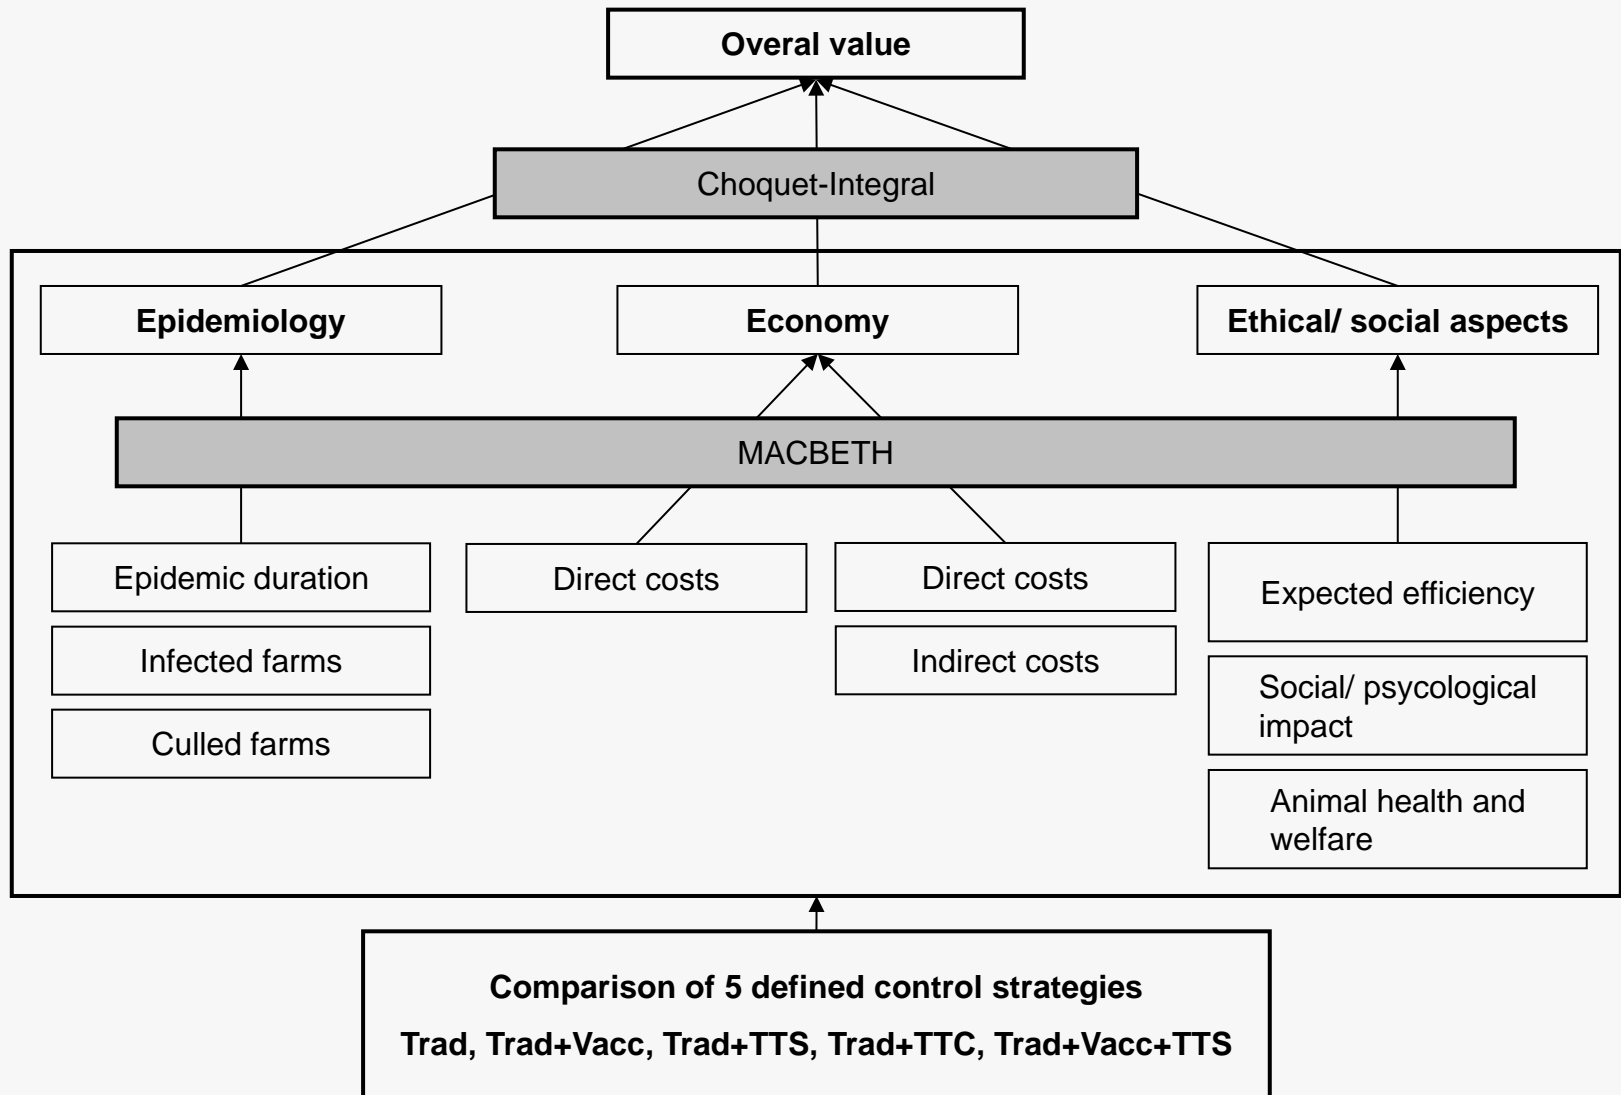 Overal value
Choquet-Integral
Epidemiology
Economy
Ethical/ social aspects
MACBETH
Epidemic duration
Infected farms
Culled farms
Direct costs
Direct costs
Indirect costs
Expected efficiency
Social/ psycological
impact
Animal health and
welfare
Comparison of 5 defined control strategies
Trad, Trad+Vacc, Trad+TTS, Trad+TTC, Trad+Vacc+TTS